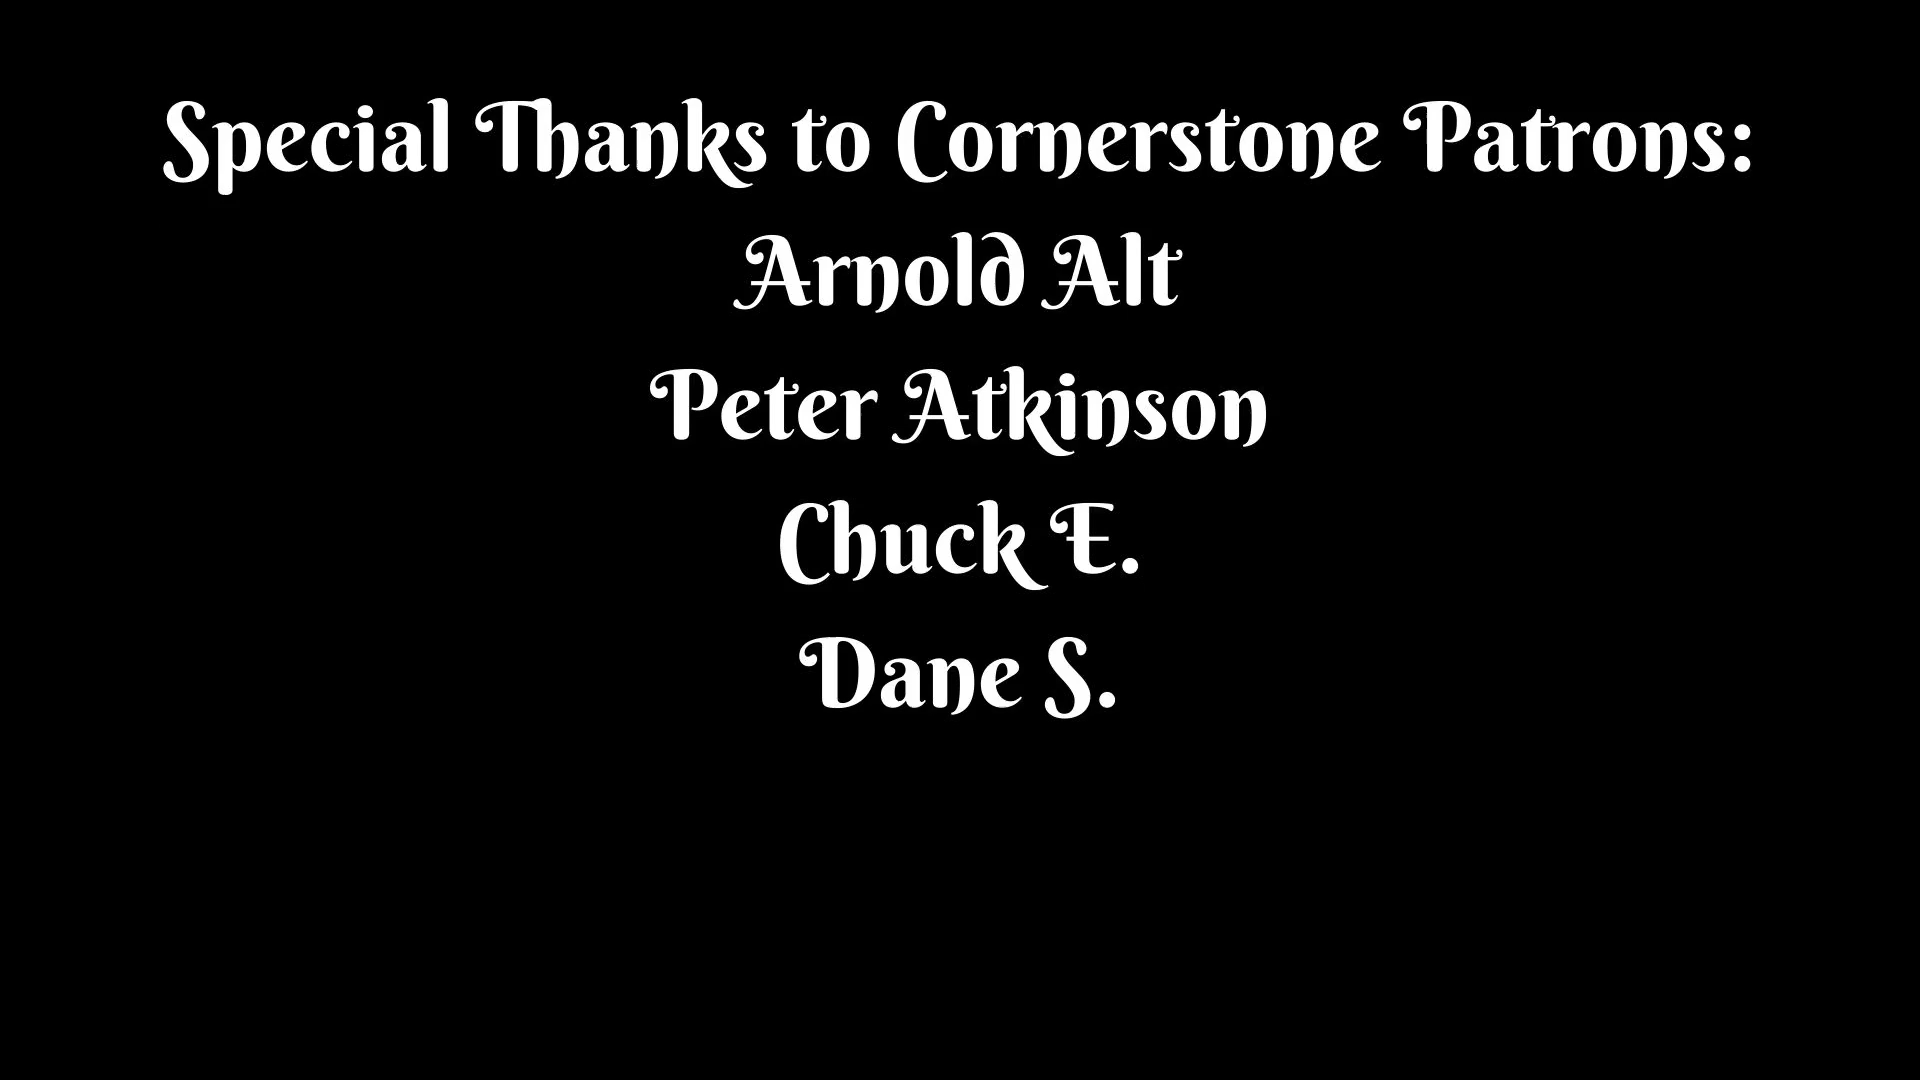 Special Thanks to Cornerstone Patrons:
Arnold Alt
Peter Atkinson
Chuck E.
Dane S.